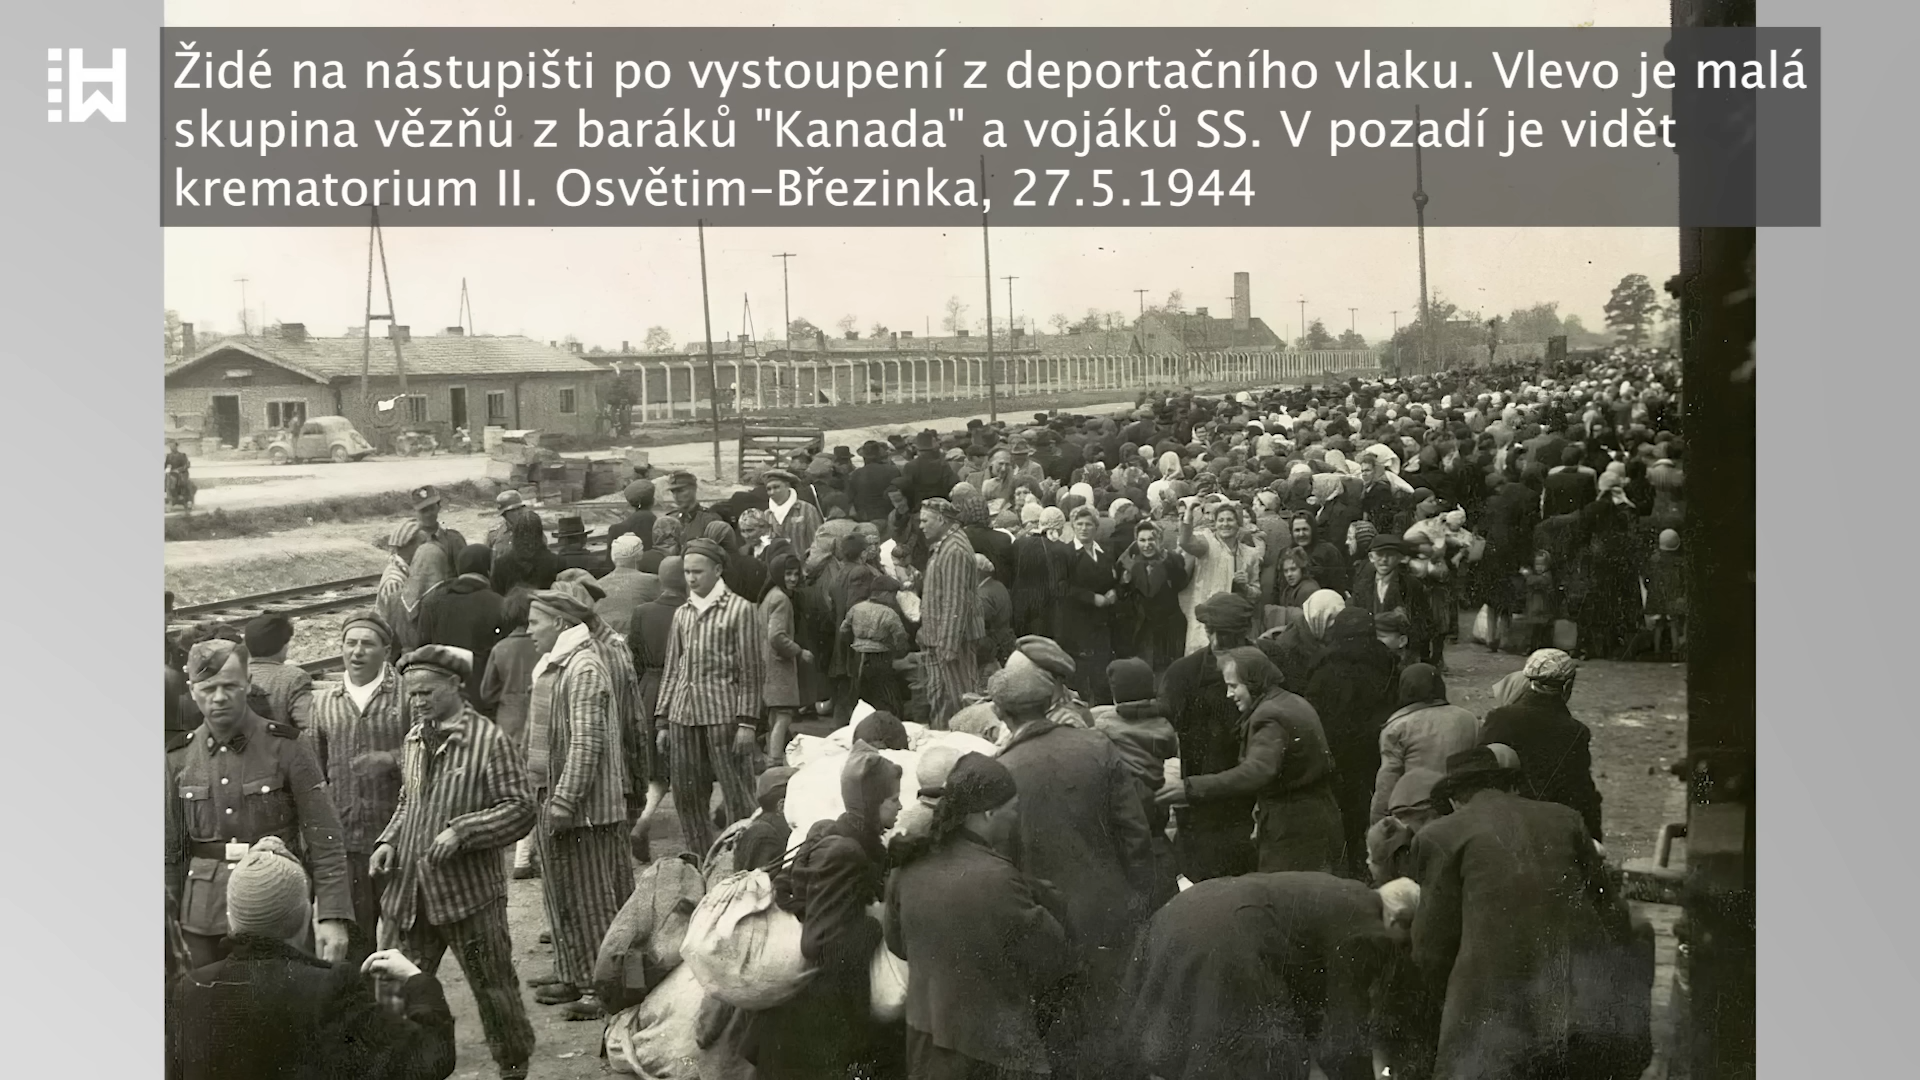 Židé na nástupišti po vystoupení z deportačního vlaku. Vlevo je malá
skupina vězňů z baráků "Kanada" a vojáků SS. V pozadí je vidět
krematorium II. Osvětim-Březinka, 27.5.1944